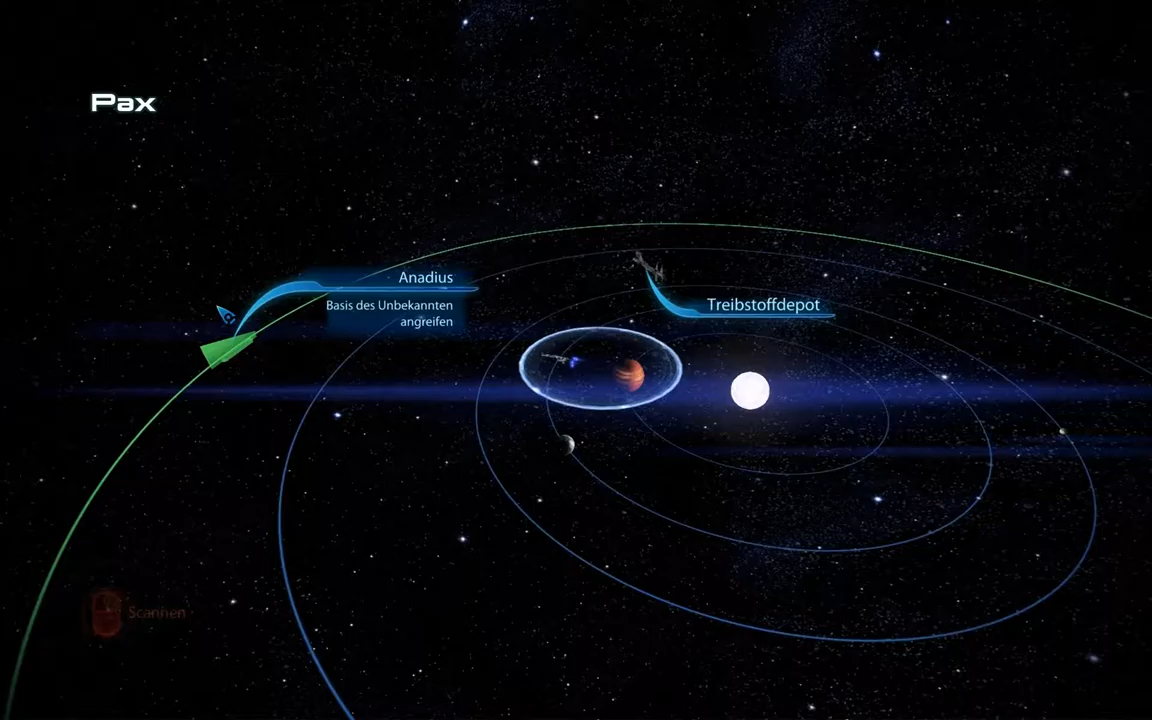 Pax
Anadius
Basis des Unbekannten
angreifen
Treibstoffdepot
Scannen